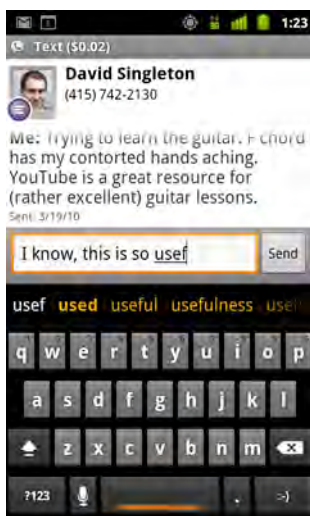 1:23
Text ($0.02)
David Singleton
(415) 742-2130
Me: Trying to learn the guitar. F chord
has my contorted hands aching.
YouTube is a great resource for
(rather excellent) guitar lessons.
Sent: 3/19/10
I know, this is so usef
Send
usef used useful usefulness
q w e r t y u i o p
a s d f g h j k l
z x c v b n m
?123 . :-)